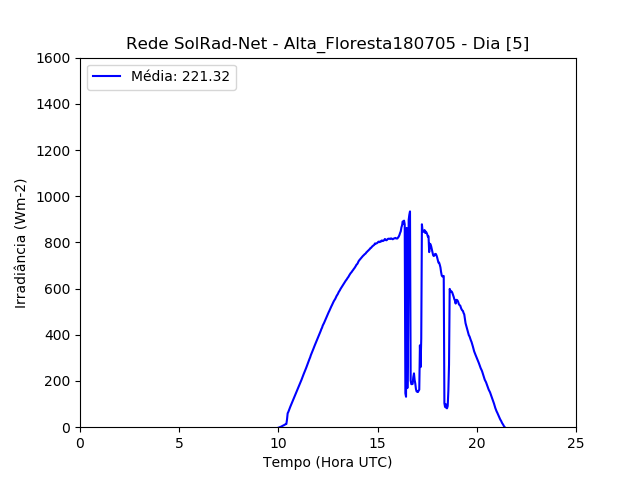 Rede SolRad-Net - Alta_Floresta180705 - Dia [5]
Média: 221.32
Irradiância (Wm-2)
1600
1400
1200
1000
800
600
400
200
0
0 5 10 15 20 25
Tempo (Hora UTC)